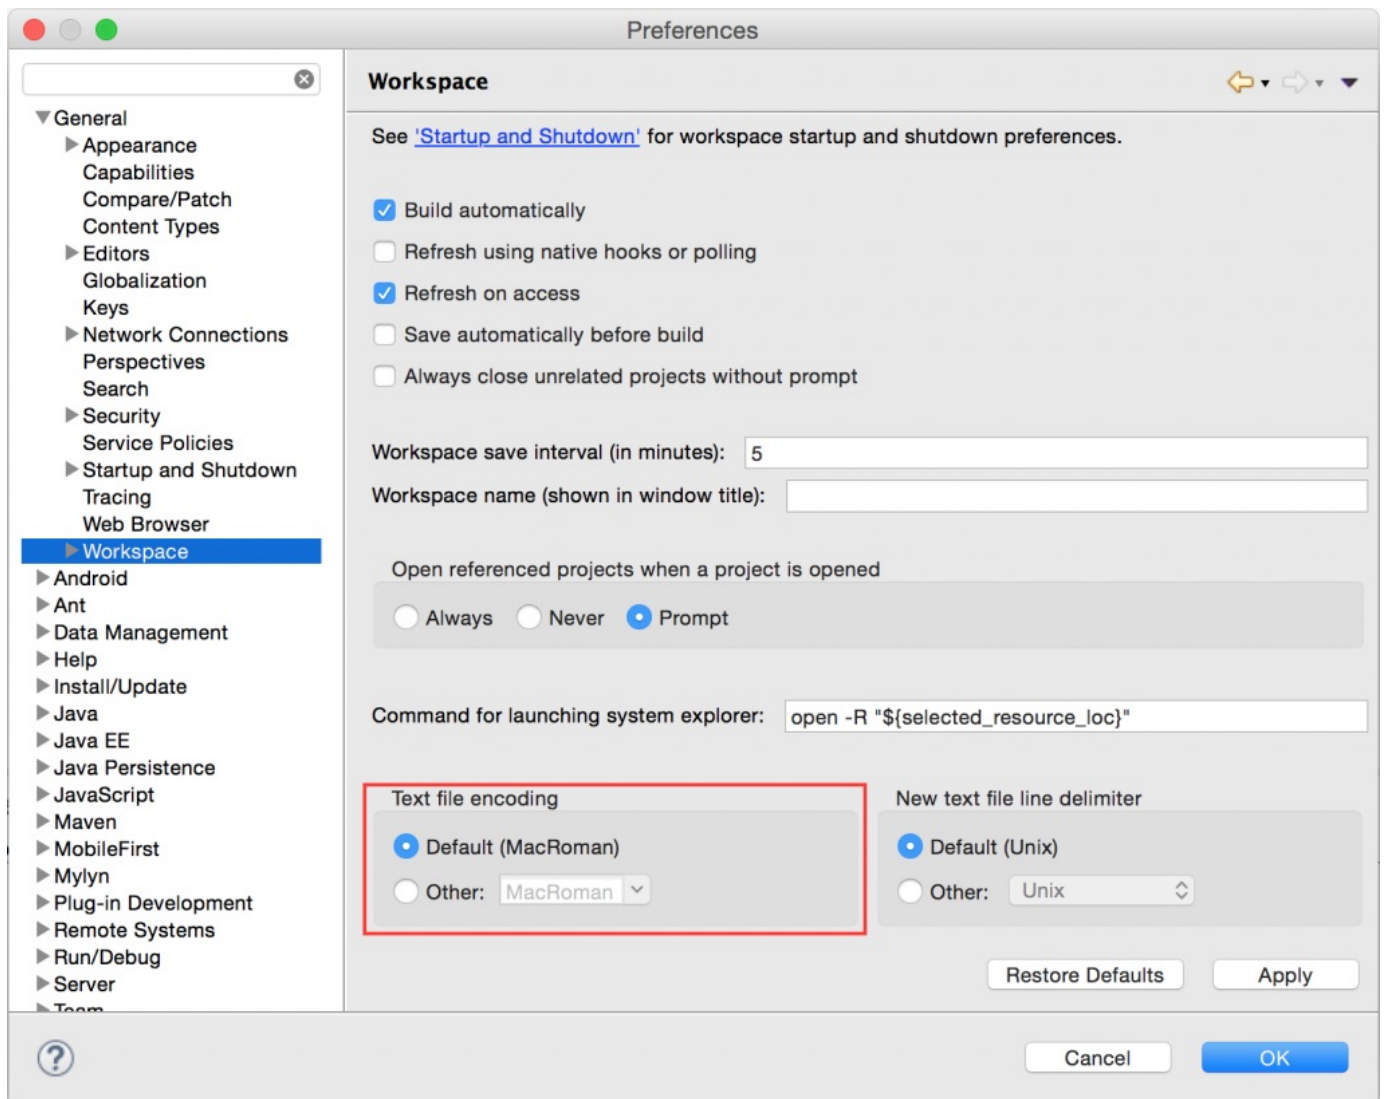 Preferences
Workspace
See 'Startup and Shutdown' for workspace startup and shutdown preferences.
General
Appearance
Capabilities
Compare/Patch
Content Types
Editors
Globalization
Keys
Network Connections
Perspectives
Search
Security
Service Policies
Startup and Shutdown
Tracing
Web Browser
Workspace
Android
Ant
Data Management
Help
Install/Update
Java
Java EE
Java Persistence
JavaScript
Maven
MobileFirst
Mylyn
Plug-in Development
Remote Systems
Run/Debug
Server
Team
Build automatically
Refresh using native hooks or polling
Refresh on access
Save automatically before build
Always close unrelated projects without prompt
Workspace save interval (in minutes): 5
Workspace name (shown in window title):
Open referenced projects when a project is opened
Always Never Prompt
Command for launching system explorer: open -R "${selected_resource_loc}"
Text file encoding
Default (MacRoman)
Other: MacRoman
New text file line delimiter
Default (Unix)
Other: Unix
Restore Defaults Apply
? Cancel OK